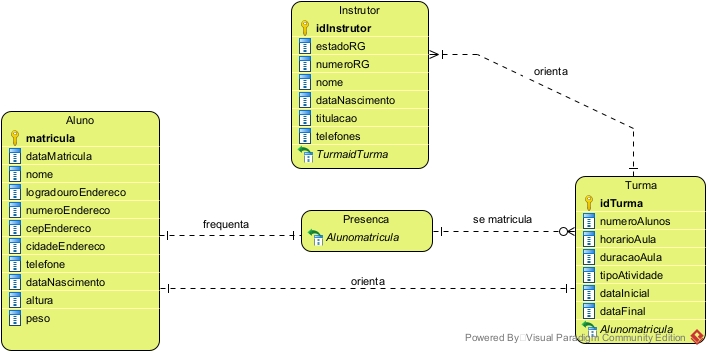 Instrutor
idInstrutor
estadoRG
numeroRG
nome
dataNascimento
titulacao
telefones
TurmaidTurma
orienta
Aluno
matricula
dataMatricula
nome
logradouroEndereco
numeroEndereco
cepEndereco
cidadeEndereco
telefone
dataNascimento
altura
peso
frequenta
Presenca
Alunomatricula
se matricula
orienta
Turma
idTurma
numeroAlunos
horarioAula
duracaoAula
tipoAtividade
dataInicial
dataFinal
Alunomatricula
Powered By Visual Paradigm Community Edition